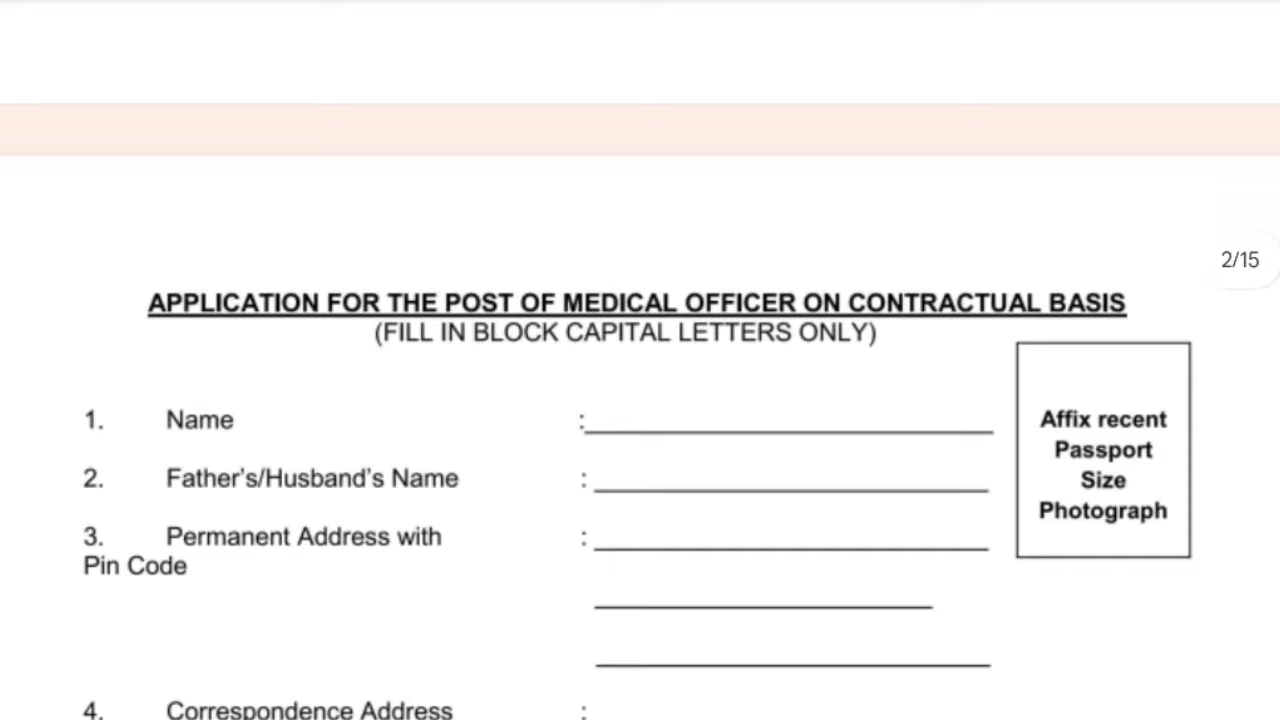 2/15
APPLICATION FOR THE POST OF MEDICAL OFFICER ON CONTRACTUAL BASIS
(FILL IN BLOCK CAPITAL LETTERS ONLY)
Affix recent
Passport
Size
Photograph
1. Name :
2. Father's/Husband's Name :
3. Permanent Address with :
Pin Code
4. Correspondence Address :